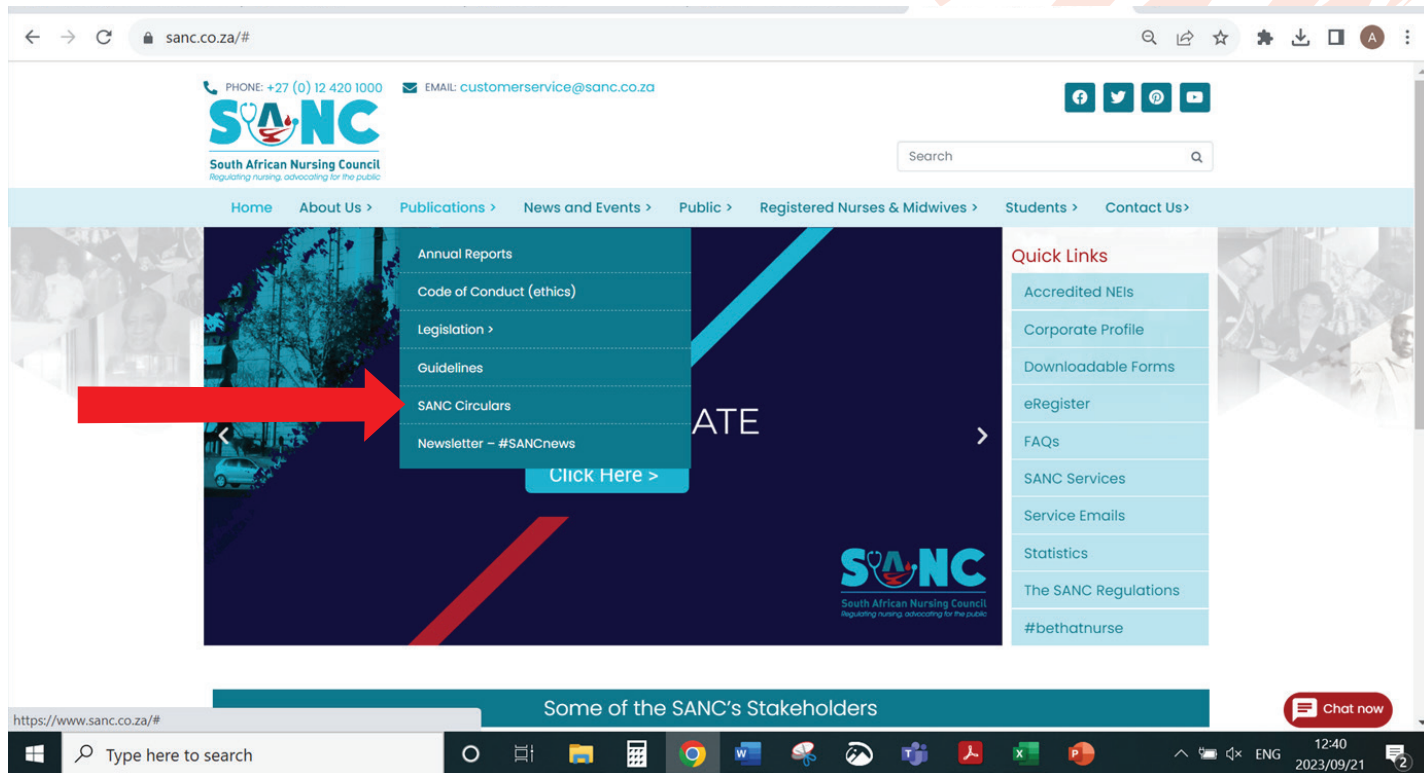 sanc.co.za/#
A
PHONE: +27 (0) 12 420 1000 EMAIL: customerservice@sanc.co.za
SANC
South African Nursing Council
Regulating nursing, advocating for the public
Search
Home About Us > Publications > News and Events > Public > Registered Nurses & Midwives > Students > Contact Us>
Annual Reports
Code of Conduct (ethics)
Legislation >
Guidelines
SANC Circulars
Newsletter – #SANCnews
ATE
Click Here >
SANC
South African Nursing Council
Regulating nursing, advocating for the public
Quick Links
Accredited NEIs
Corporate Profile
Downloadable Forms
eRegister
FAQs
SANC Services
Service Emails
Statistics
The SANC Regulations
#bethatnurse
Some of the SANC's Stakeholders
Chat now
https://www.sanc.co.za/#
Type here to search
ENG
12:40
2023/09/21
2